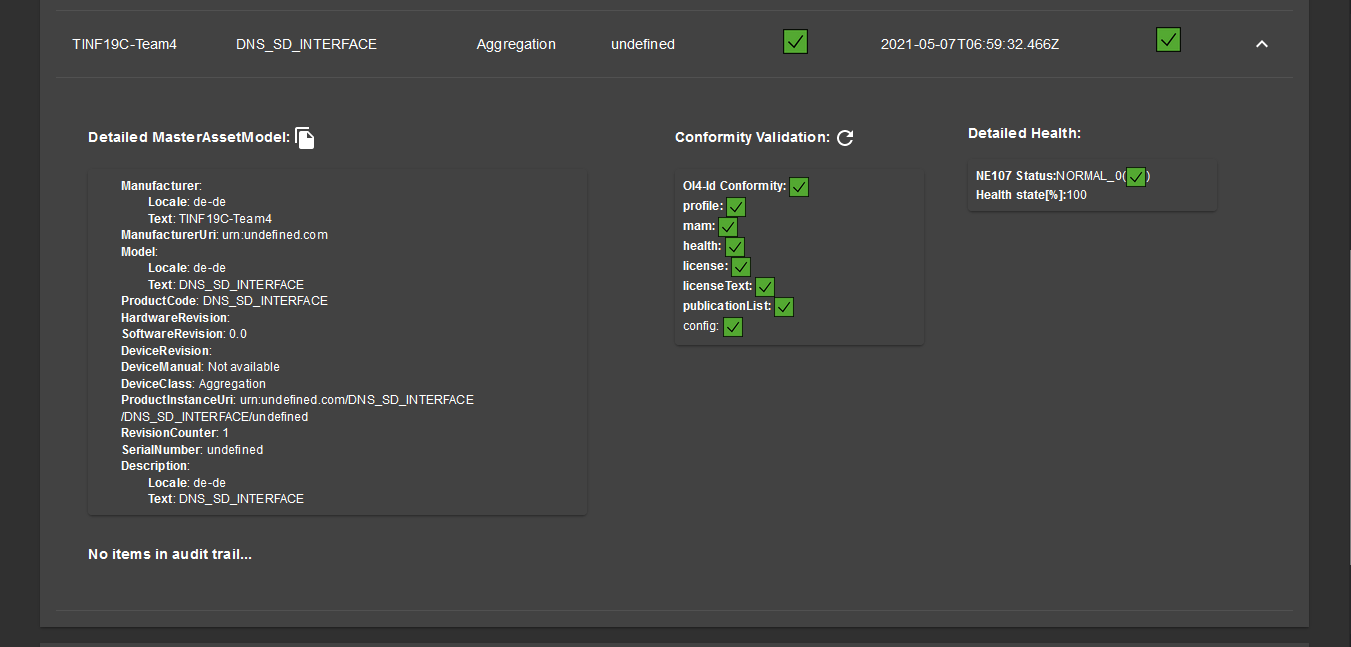 TINF19C-Team4 DNS_SD_INTERFACE Aggregation undefined 2021-05-07T06:59:32.466Z
Detailed MasterAssetModel:
Manufacturer:
Locale: de-de
Text: TINF19C-Team4
ManufacturerUri: urn:undefined.com
Model:
Locale: de-de
Text: DNS_SD_INTERFACE
ProductCode: DNS_SD_INTERFACE
HardwareRevision:
SoftwareRevision: 0.0
DeviceRevision:
DeviceManual: Not available
DeviceClass: Aggregation
ProductInstanceUri: urn:undefined.com/DNS_SD_INTERFACE
/DNS_SD_INTERFACE/undefined
RevisionCounter: 1
SerialNumber: undefined
Description:
Locale: de-de
Text: DNS_SD_INTERFACE
No items in audit trail...
Conformity Validation:
OI4-Id Conformity:
profile:
mam:
health:
license:
licenseText:
publicationList:
config:
Detailed Health:
NE107 Status:NORMAL_0()
Health state[%]:100